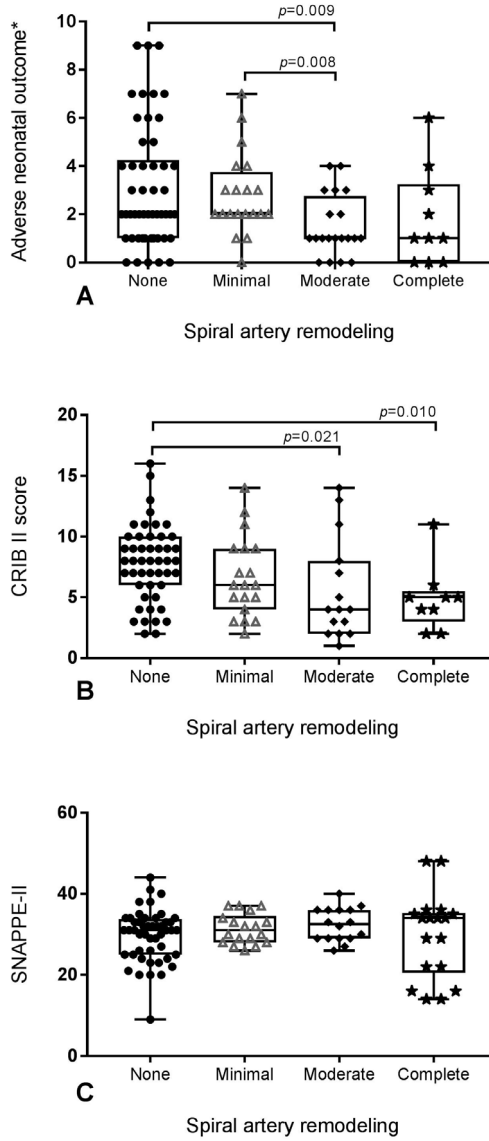 p=0.009
p=0.008
Adverse neonatal outcome*
10
8
6
4
2
0
None Minimal Moderate Complete
A
Spiral artery remodeling
p=0.010
p=0.021
CRIB II score
20
15
10
5
0
None Minimal Moderate Complete
B
Spiral artery remodeling
SNAPPE-II
60
40
20
0
None Minimal Moderate Complete
C
Spiral artery remodeling